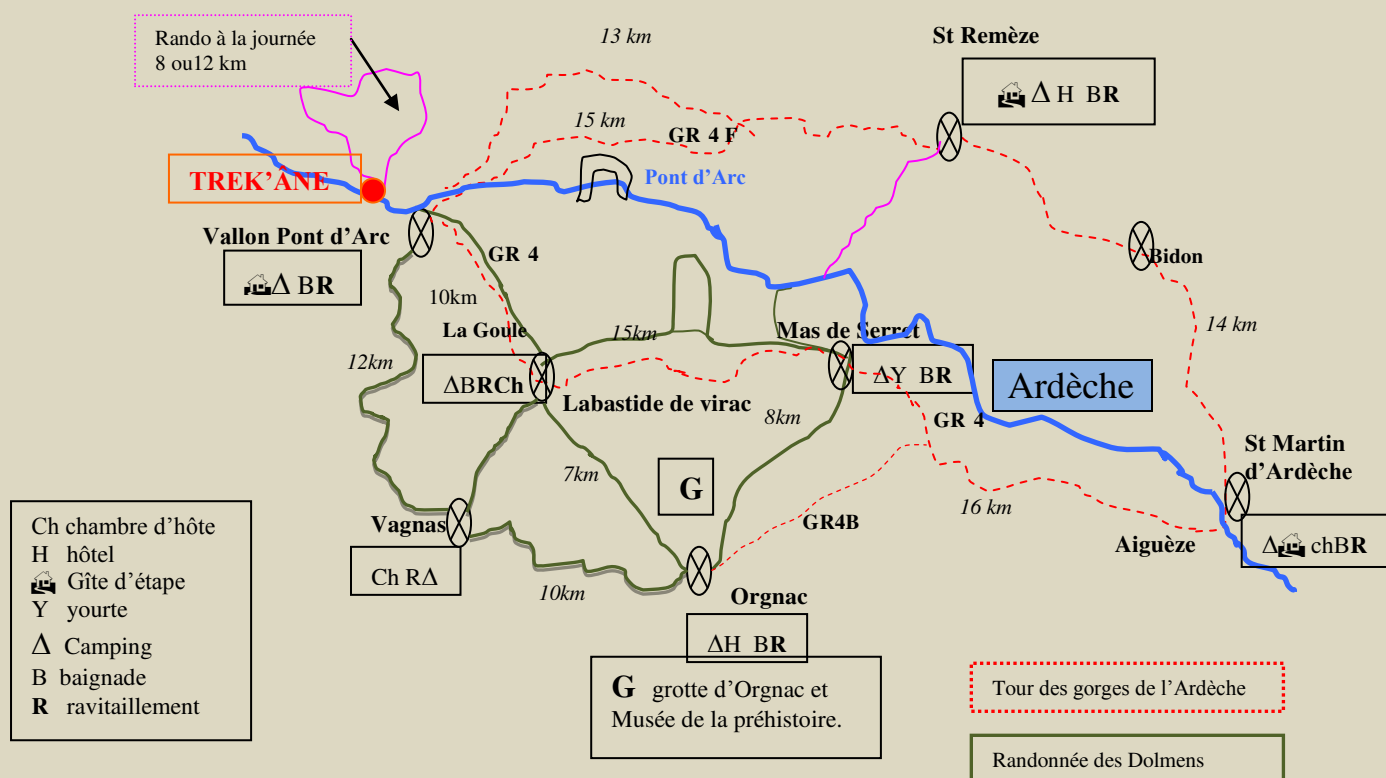 Rando à la journée
8 ou12 km
13 km
St Remèze
Δ H BR
15 km
GR 4 F
TREK’ÂNE
Pont d’Arc
Vallon Pont d’Arc
Δ BR
GR 4
Bidon
10km
La Goule
15km
Mas de Serret
14 km
12km
ΔBRCh
ΔY BR
Ardèche
Labastide de virac
8km
GR 4
St Martin
d’Ardèche
7km
G
16 km
Vagnas
GR4B
Aiguèze
Δ chBR
Ch RΔ
10km
Orgnac
ΔH BR
Ch chambre d’hôte
H hôtel
Gîte d’étape
Y yourte
Δ Camping
B baignade
R ravitaillement
G grotte d’Orgnac et
Musée de la préhistoire.
Tour des gorges de l’Ardèche
Randonnée des Dolmens